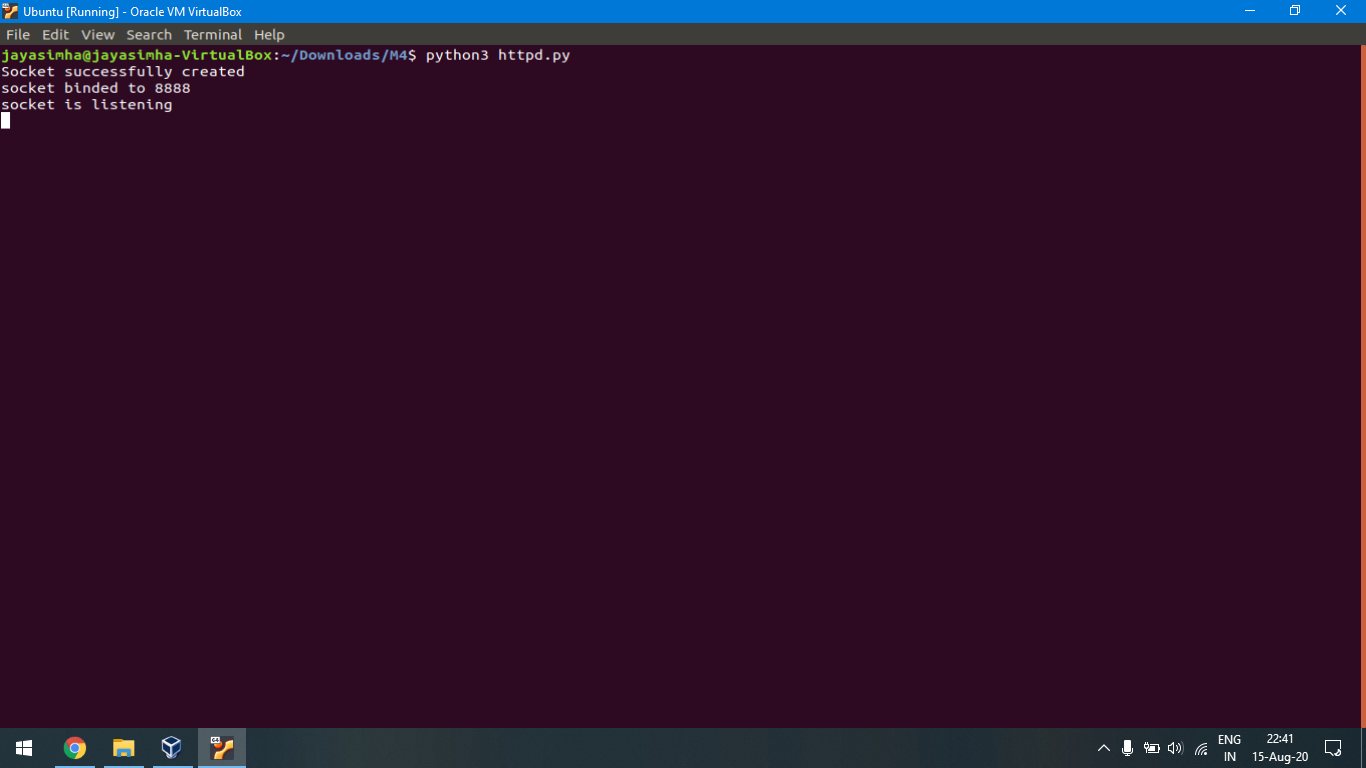 Ubuntu [Running] - Oracle VM VirtualBox
File Edit View Search Terminal Help
jayasimha@jayasimha-VirtualBox:~/Downloads/M4$ python3 httpd.py
Socket successfully created
socket binded to 8888
socket is listening
64
ENG
IN
22:41
15-Aug-20